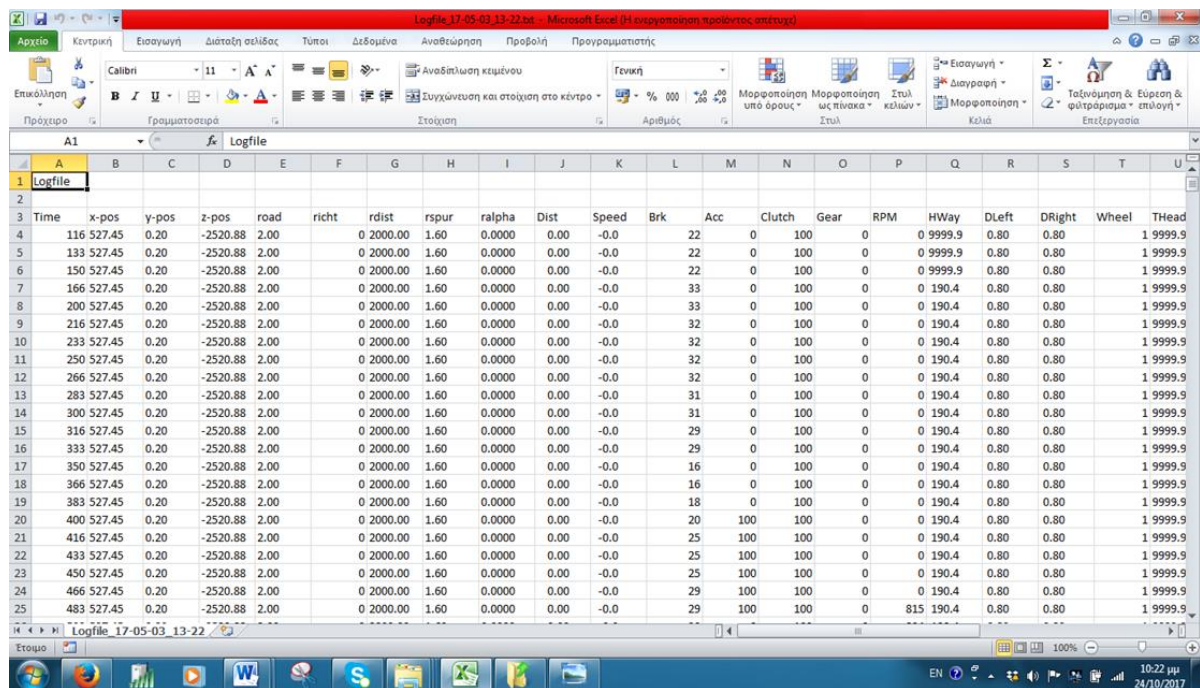 Logfile_17-05-03_13-22.txt - Microsoft Excel (Η ενεργοποίηση προϊόντος απέτυχε)
Αρχείο Κεντρική Εισαγωγή Διάταξη σελίδας Τύποι Δεδομένα Αναθεώρηση Προβολή Προγραμματιστής
Επικόλληση
Calibri 11
Αναδίπλωση κειμένου
Γενική
B I U
Συγχώνευση και στοίχιση στο κέντρο
% 000
Μορφοποίηση υπό όρους
Μορφοποίηση ως πίνακα
Στυλ κελιών
Εισαγωγή
Διαγραφή
Μορφοποίηση
Ταξινόμηση & φιλτράρισμα
Εύρεση & επιλογή
Πρόχειρο Γραμματοσειρά Στοίχιση Αριθμός Στυλ Κελιά Επεξεργασία
A1 fx Logfile
A B C D E F G H I J K L M N O P Q R S T U
1 Logfile
2
3 Time x-pos y-pos z-pos road richt rdist rspur ralpha Dist Speed Brk Acc Clutch Gear RPM HWay DLeft DRight Wheel THead
4 116 527.45 0.20 -2520.88 2.00 0 2000.00 1.60 0.0000 0.00 -0.0 22 0 100 0 0 9999.9 0.80 0.80 1 9999.9
5 133 527.45 0.20 -2520.88 2.00 0 2000.00 1.60 0.0000 0.00 -0.0 22 0 100 0 0 9999.9 0.80 0.80 1 9999.9
6 150 527.45 0.20 -2520.88 2.00 0 2000.00 1.60 0.0000 0.00 -0.0 22 0 100 0 0 9999.9 0.80 0.80 1 9999.9
7 166 527.45 0.20 -2520.88 2.00 0 2000.00 1.60 0.0000 0.00 -0.0 33 0 100 0 0 190.4 0.80 0.80 1 9999.9
8 200 527.45 0.20 -2520.88 2.00 0 2000.00 1.60 0.0000 0.00 -0.0 33 0 100 0 0 190.4 0.80 0.80 1 9999.9
9 216 527.45 0.20 -2520.88 2.00 0 2000.00 1.60 0.0000 0.00 -0.0 32 0 100 0 0 190.4 0.80 0.80 1 9999.9
10 233 527.45 0.20 -2520.88 2.00 0 2000.00 1.60 0.0000 0.00 -0.0 32 0 100 0 0 190.4 0.80 0.80 1 9999.9
11 250 527.45 0.20 -2520.88 2.00 0 2000.00 1.60 0.0000 0.00 -0.0 32 0 100 0 0 190.4 0.80 0.80 1 9999.9
12 266 527.45 0.20 -2520.88 2.00 0 2000.00 1.60 0.0000 0.00 -0.0 32 0 100 0 0 190.4 0.80 0.80 1 9999.9
13 283 527.45 0.20 -2520.88 2.00 0 2000.00 1.60 0.0000 0.00 -0.0 31 0 100 0 0 190.4 0.80 0.80 1 9999.9
14 300 527.45 0.20 -2520.88 2.00 0 2000.00 1.60 0.0000 0.00 -0.0 31 0 100 0 0 190.4 0.80 0.80 1 9999.9
15 316 527.45 0.20 -2520.88 2.00 0 2000.00 1.60 0.0000 0.00 -0.0 29 0 100 0 0 190.4 0.80 0.80 1 9999.9
16 333 527.45 0.20 -2520.88 2.00 0 2000.00 1.60 0.0000 0.00 -0.0 29 0 100 0 0 190.4 0.80 0.80 1 9999.9
17 350 527.45 0.20 -2520.88 2.00 0 2000.00 1.60 0.0000 0.00 -0.0 16 0 100 0 0 190.4 0.80 0.80 1 9999.9
18 366 527.45 0.20 -2520.88 2.00 0 2000.00 1.60 0.0000 0.00 -0.0 16 0 100 0 0 190.4 0.80 0.80 1 9999.9
19 383 527.45 0.20 -2520.88 2.00 0 2000.00 1.60 0.0000 0.00 -0.0 18 0 100 0 0 190.4 0.80 0.80 1 9999.9
20 400 527.45 0.20 -2520.88 2.00 0 2000.00 1.60 0.0000 0.00 -0.0 20 100 100 0 0 190.4 0.80 0.80 1 9999.9
21 416 527.45 0.20 -2520.88 2.00 0 2000.00 1.60 0.0000 0.00 -0.0 25 100 100 0 0 190.4 0.80 0.80 1 9999.9
22 433 527.45 0.20 -2520.88 2.00 0 2000.00 1.60 0.0000 0.00 -0.0 25 100 100 0 0 190.4 0.80 0.80 1 9999.9
23 450 527.45 0.20 -2520.88 2.00 0 2000.00 1.60 0.0000 0.00 -0.0 25 100 100 0 0 190.4 0.80 0.80 1 9999.9
24 466 527.45 0.20 -2520.88 2.00 0 2000.00 1.60 0.0000 0.00 -0.0 29 100 100 0 0 190.4 0.80 0.80 1 9999.9
25 483 527.45 0.20 -2520.88 2.00 0 2000.00 1.60 0.0000 0.00 -0.0 29 100 100 0 815 190.4 0.80 0.80 1 9999.9
Logfile_17-05-03_13-22
Έτοιμο 100%
EN 10:22 μμ
24/10/2017